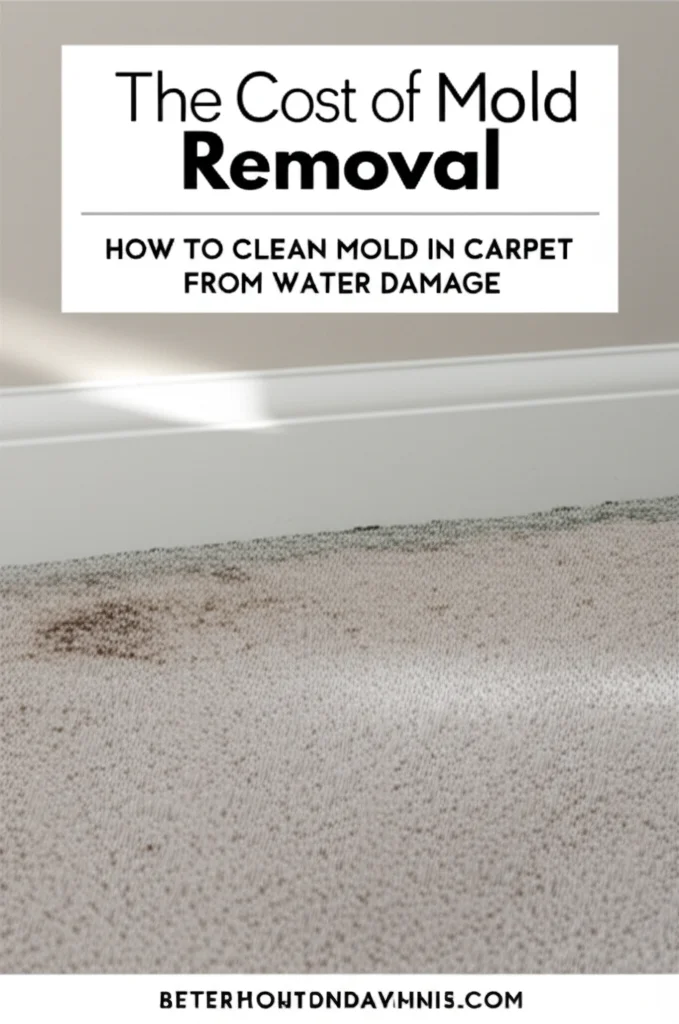 The Cost of Mold
Removal
HOW TO CLEAN MOLD IN CARPET
FROM WATER DAMAGE